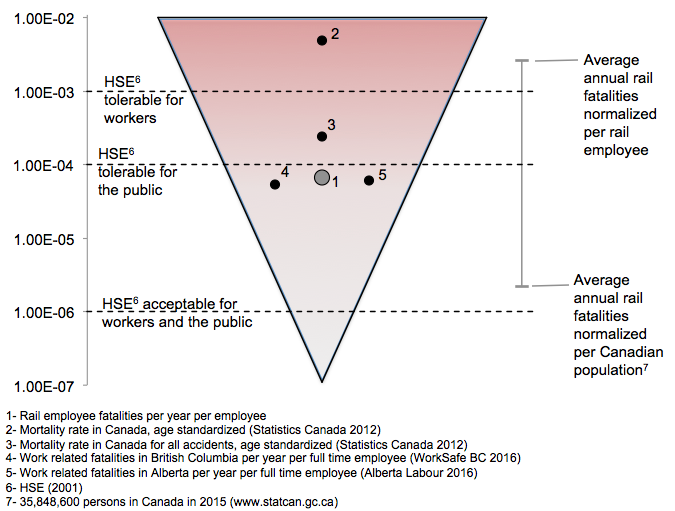 1.00E-02
2
Average
annual rail
fatalities
normalized
per rail
employee
HSE6
tolerable for
workers
1.00E-03
3
HSE6
tolerable for
the public
1.00E-04
4
1
5
1.00E-05
HSE6 acceptable for
workers and the public
1.00E-06
Average
annual rail
fatalities
normalized
per Canadian
population7
1.00E-07
1- Rail employee fatalities per year per employee
2- Mortality rate in Canada, age standardized (Statistics Canada 2012)
3- Mortality rate in Canada for all accidents, age standardized (Statistics Canada 2012)
4- Work related fatalities in British Columbia per year per full time employee (WorkSafe BC 2016)
5- Work related fatalities in Alberta per year per full time employee (Alberta Labour 2016)
6- HSE (2001)
7- 35,848,600 persons in Canada in 2015 (www.statcan.gc.ca)